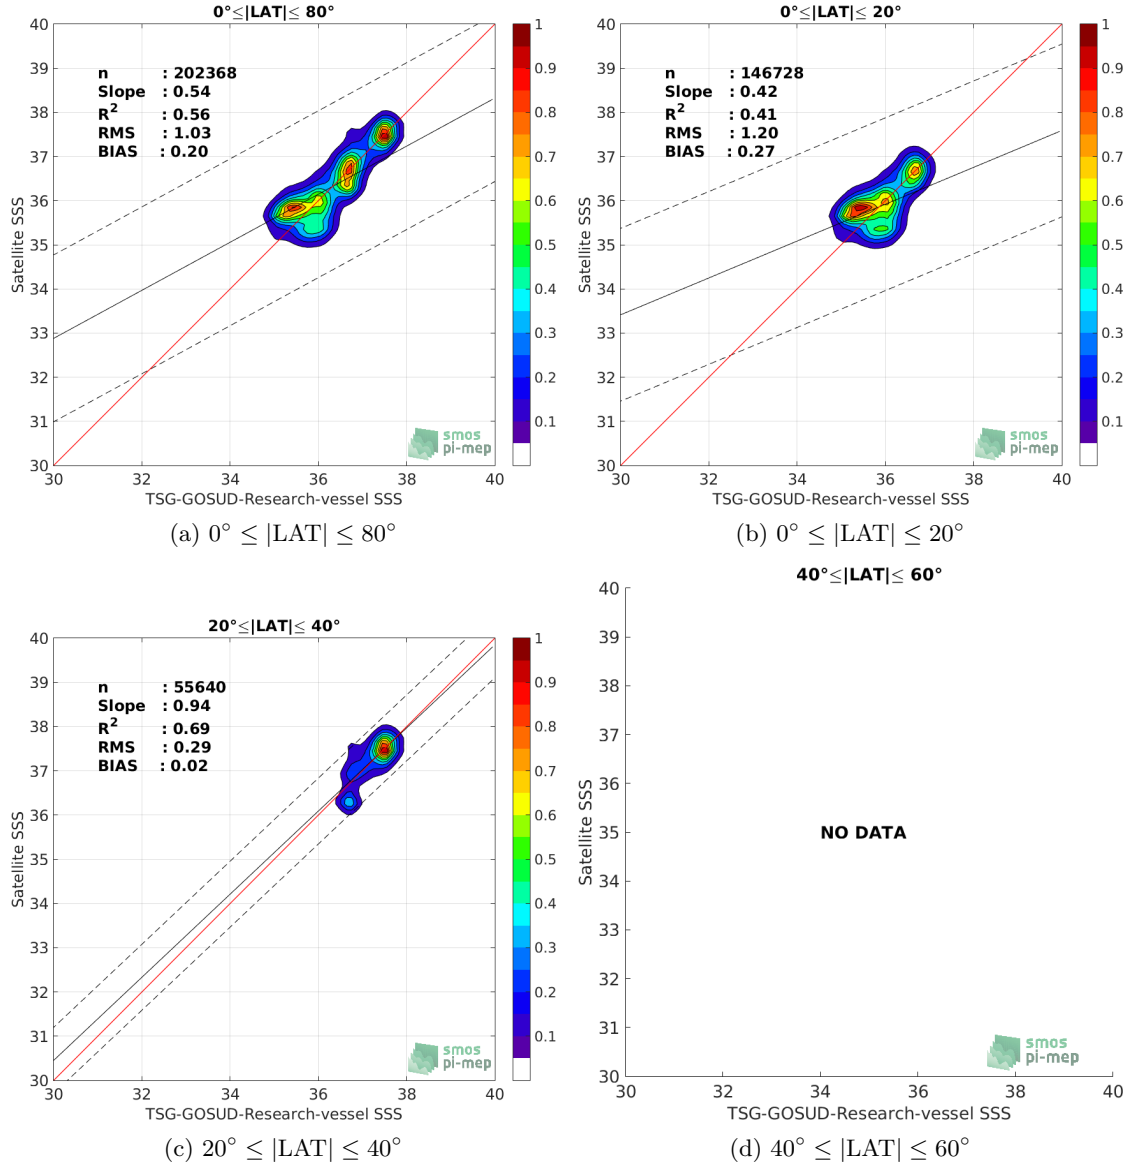 0°≤|LAT|≤ 80°
n : 202368
Slope : 0.54
R² : 0.56
RMS : 1.03
BIAS : 0.20
40
39
38
37
36
35
34
33
32
31
30
Satellite SSS
30 32 34 36 38 40
TSG-GOSUD-Research-vessel SSS
1
0.9
0.8
0.7
0.6
0.5
0.4
0.3
0.2
0.1
smos
pi-mep
(a) 0° ≤ |LAT| ≤ 80°
0°≤|LAT|≤ 20°
n : 146728
Slope : 0.42
R² : 0.41
RMS : 1.20
BIAS : 0.27
40
39
38
37
36
35
34
33
32
31
30
Satellite SSS
30 32 34 36 38 40
TSG-GOSUD-Research-vessel SSS
1
0.9
0.8
0.7
0.6
0.5
0.4
0.3
0.2
0.1
smos
pi-mep
(b) 0° ≤ |LAT| ≤ 20°
20°≤|LAT|≤ 40°
n : 55640
Slope : 0.94
R² : 0.69
RMS : 0.29
BIAS : 0.02
40
39
38
37
36
35
34
33
32
31
30
Satellite SSS
30 32 34 36 38 40
TSG-GOSUD-Research-vessel SSS
1
0.9
0.8
0.7
0.6
0.5
0.4
0.3
0.2
0.1
smos
pi-mep
(c) 20° ≤ |LAT| ≤ 40°
40°≤|LAT|≤ 60°
40
39
38
37
36
35
34
33
32
31
30
Satellite SSS
NO DATA
30 32 34 36 38 40
TSG-GOSUD-Research-vessel SSS
smos
pi-mep
(d) 40° ≤ |LAT| ≤ 60°